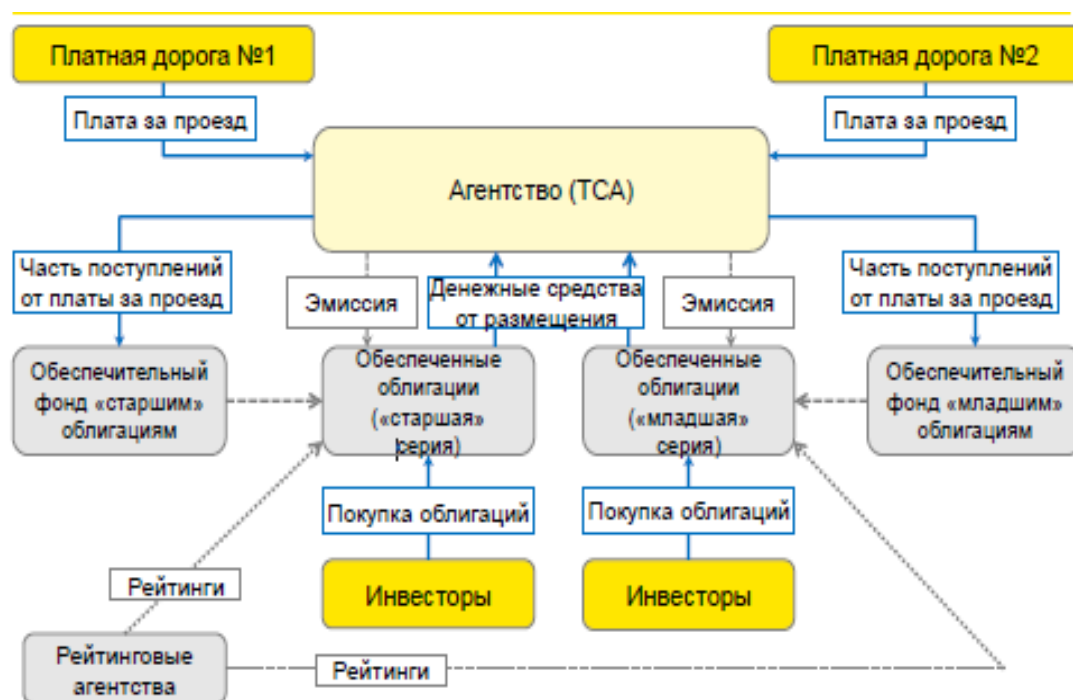 Платная дорога №1
Платная дорога №2
Плата за проезд
Плата за проезд
Агентство (TCA)
Часть поступлений
от платы за проезд
Эмиссия
Денежные средства
от размещения
Эмиссия
Часть поступлений
от платы за проезд
Обеспечительный
фонд «старшим»
облигациям
Обеспеченные
облигации
(«старшая»
серия)
Обеспеченные
облигации
(«младшая»
серия)
Обеспечительный
фонд «младшим»
облигациям
Покупка облигаций
Покупка облигаций
Рейтинги
Инвесторы
Инвесторы
Рейтинговые
агентства
Рейтинги